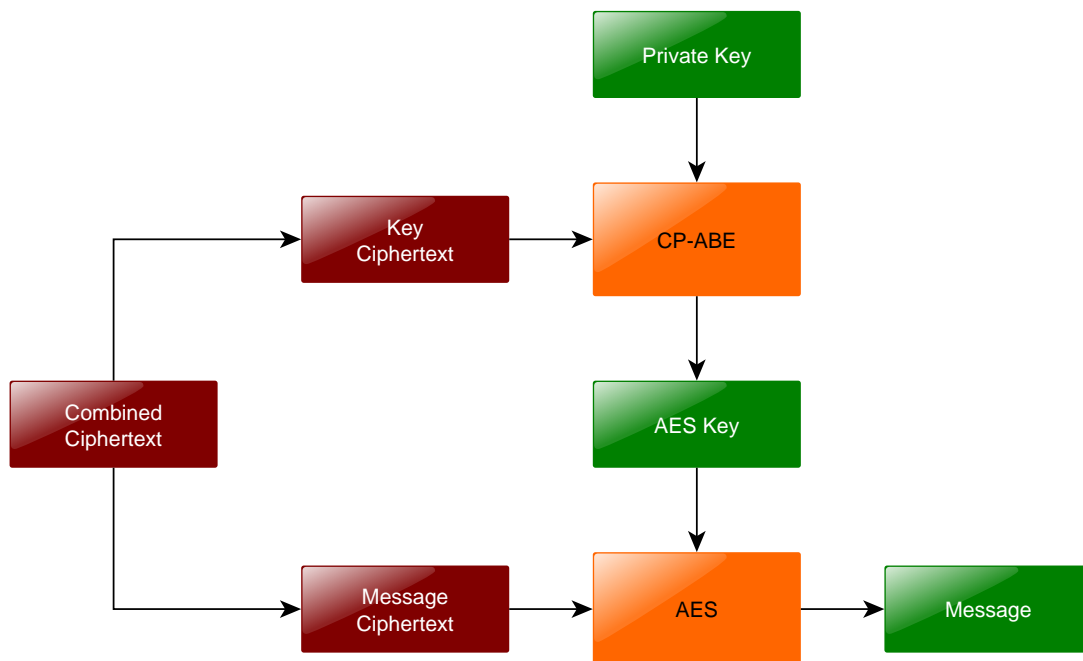 Private Key
Key
Ciphertext
CP-ABE
Combined
Ciphertext
AES Key
Message
Ciphertext
AES
Message